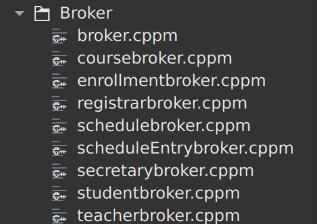 Broker
broker.cppm
coursebroker.cppm
enrollmentbroker.cppm
registrarbroker.cppm
schedulebroker.cppm
scheduleEntrybroker.cppm
secretarybroker.cppm
studentbroker.cppm
teacherbroker.cppm